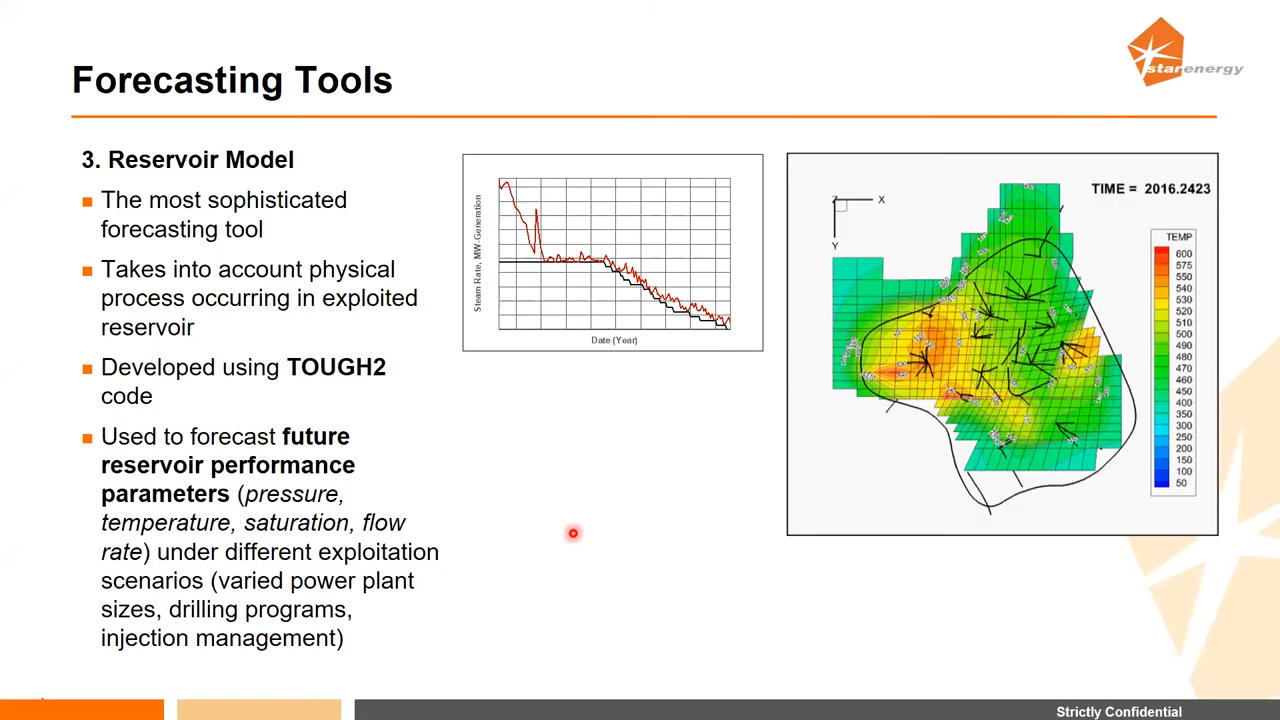 starenergy
Forecasting Tools
3. Reservoir Model
The most sophisticated
forecasting tool
Takes into account physical
process occurring in exploited
reservoir
Developed using TOUGH2
code
Used to forecast future
reservoir performance
parameters (pressure,
temperature, saturation, flow
rate) under different exploitation
scenarios (varied power plant
sizes, drilling programs,
injection management)
Steam Rate, MW-Generation
Date (Year)
TIME = 2016.2423
Z
X
Y
TEMP
600
575
550
540
530
520
510
500
490
480
470
460
450
400
350
300
250
200
150
100
50
Strictly Confidential